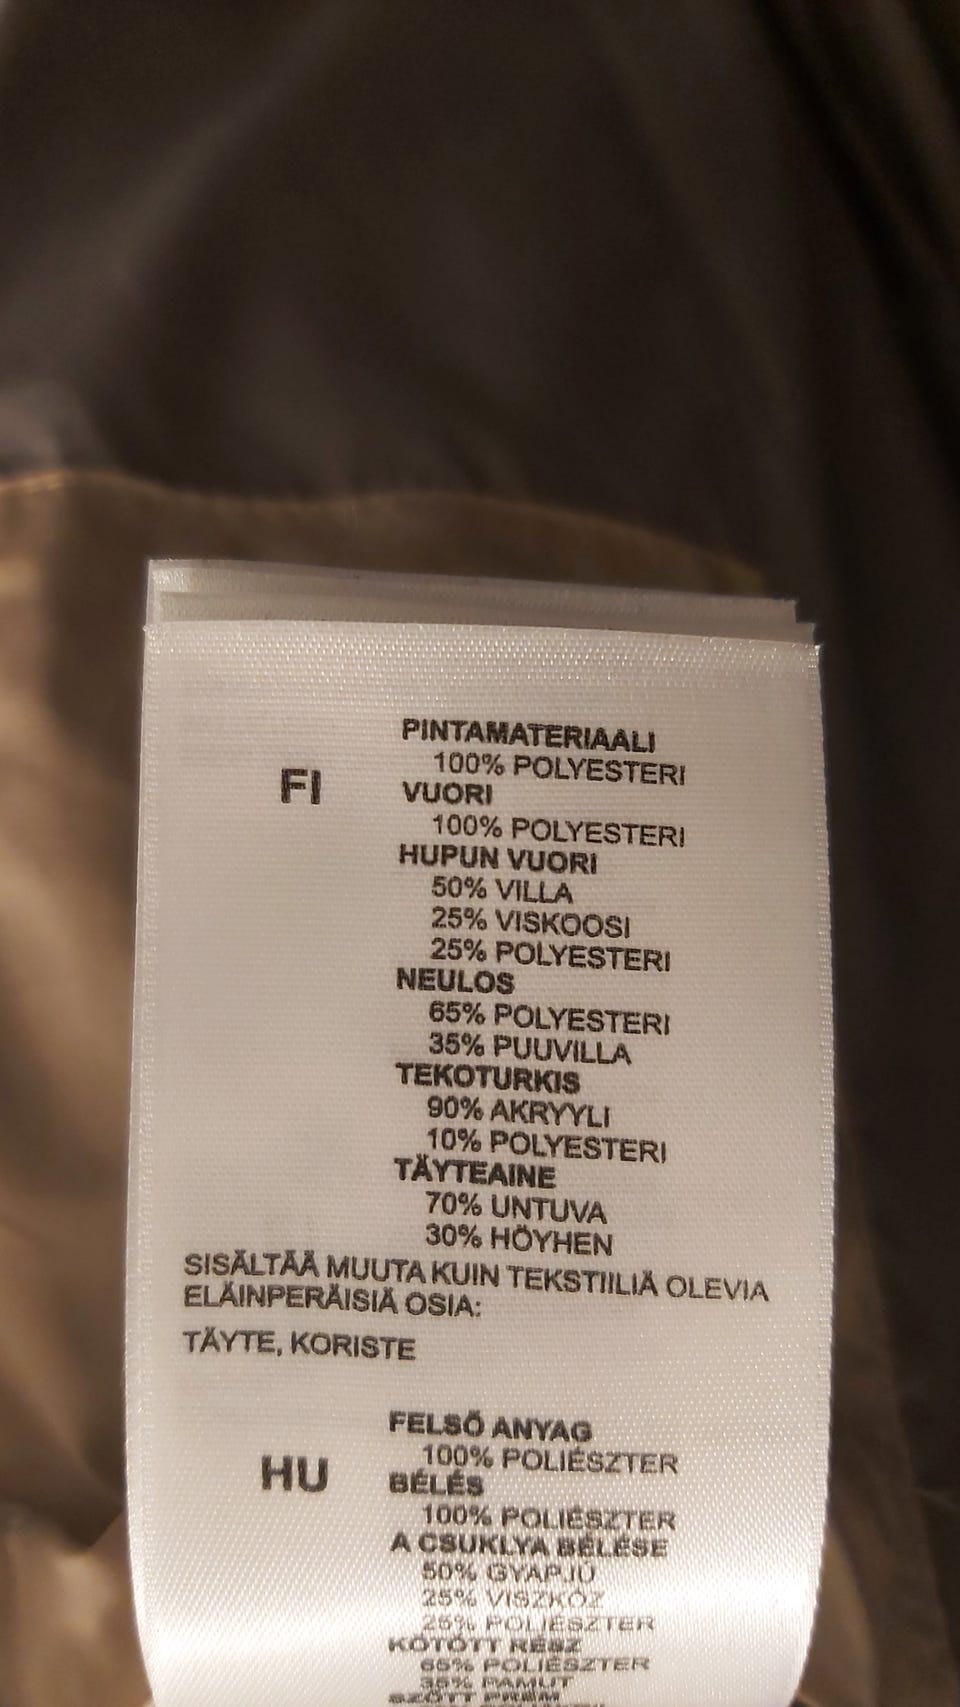 FI
PINTAMATERIAALI
100% POLYESTERI
VUORI
100% POLYESTERI
HUPUN VUORI
50% VILLA
25% VISKOOSI
25% POLYESTERI
NEULOS
65% POLYESTERI
35% PUUVILLA
TEKOTURKIS
90% AKRYYLI
10% POLYESTERI
TÄYTEAINE
70% UNTUVA
30% HÖYHEN
SISÄLTÄÄ MUUTA KUIN TEKSTIILIÄ OLEVIA
ELÄINPERÄISIÄ OSIA:
TÄYTE, KORISTE
HU
FELSŐ ANYAG
100% POLIÉSZTER
BÉLÉS
100% POLIÉSZTER
A CSUKLYA BÉLÉSE
50% GYAPJÚ
25% VISZKÓZ
25% POLIÉSZTER
KÖTÖTT RÉSZ
65% POLIÉSZTER
35% PAMUT
SZŐTT PRÉM